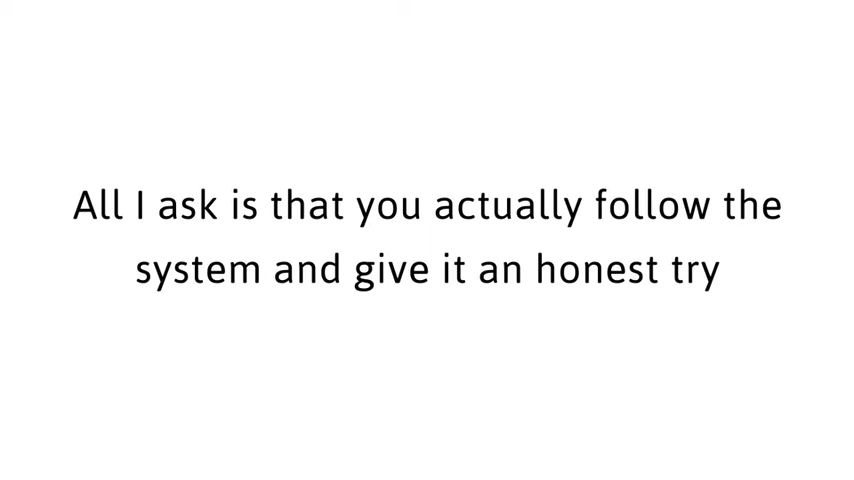 All I ask is that you actually follow the
system and give it an honest try